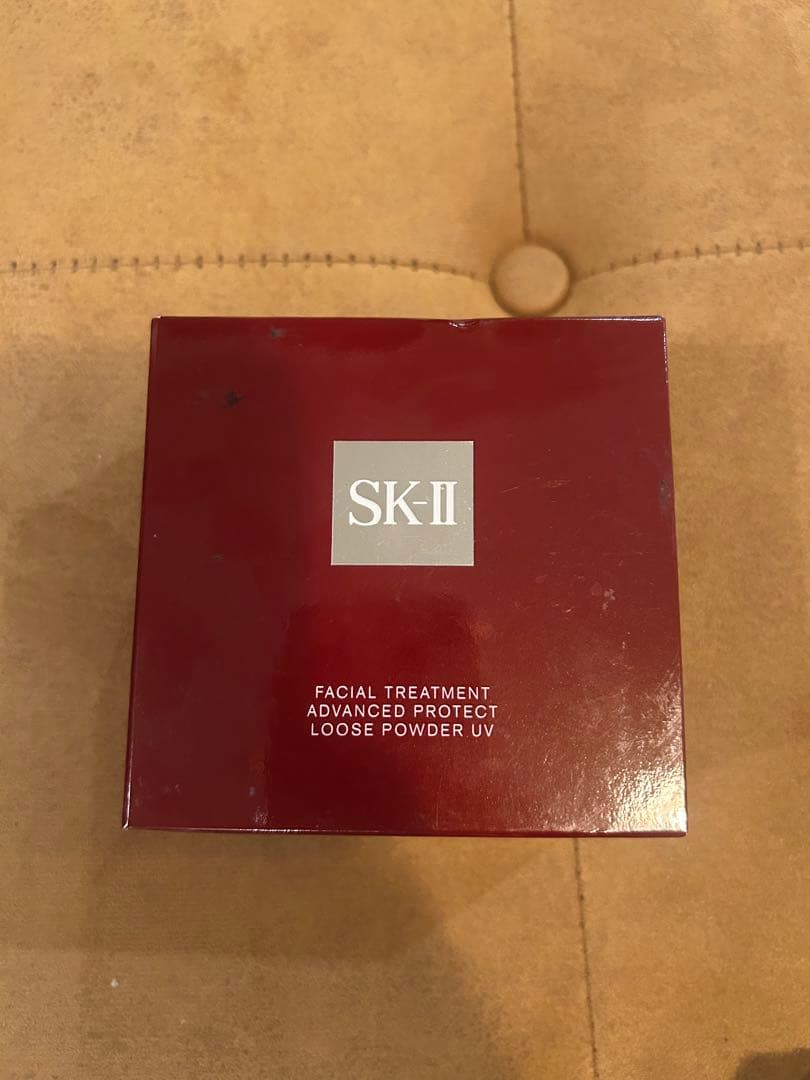 SK-II
FACIAL TREATMENT
ADVANCED PROTECT
LOOSE POWDER UV